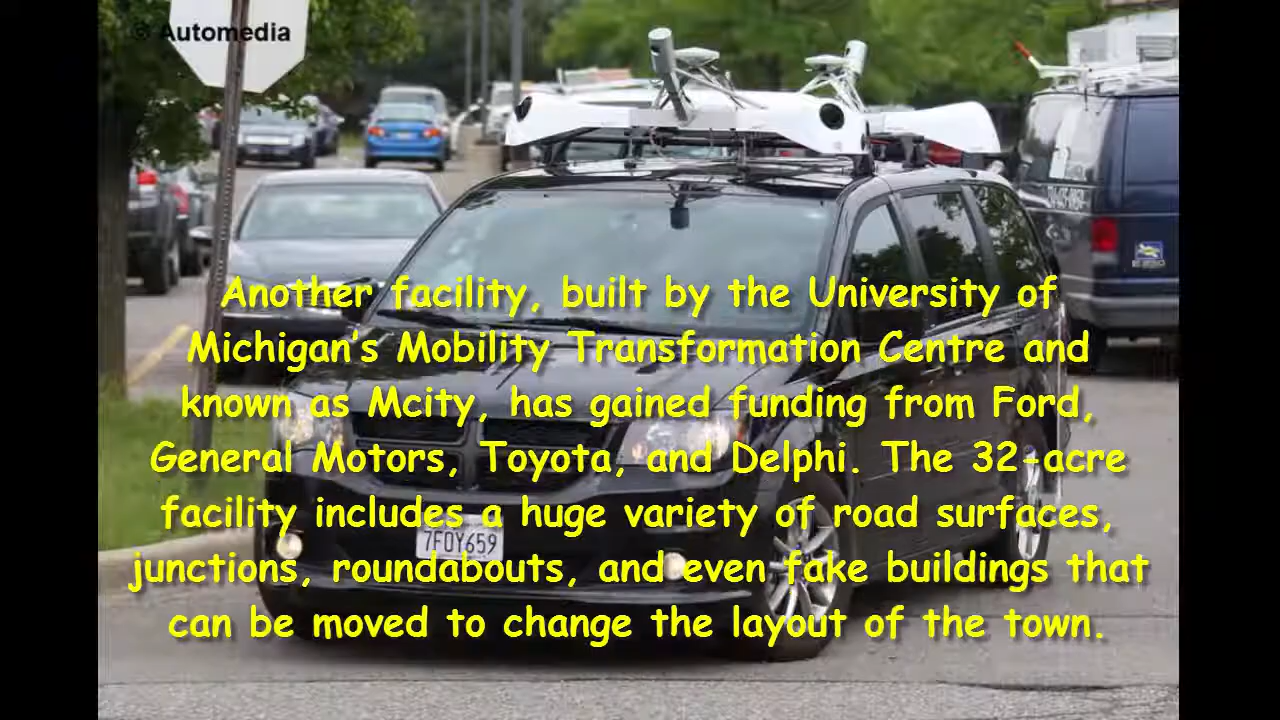 © Automedia
Another facility, built by the University of
Michigan's Mobility Transformation Centre and
known as Mcity, has gained funding from Ford,
General Motors, Toyota, and Delphi. The 32-acre
facility includes a huge variety of road surfaces,
7FOY659
junctions, roundabouts, and even fake buildings that
can be moved to change the layout of the town.